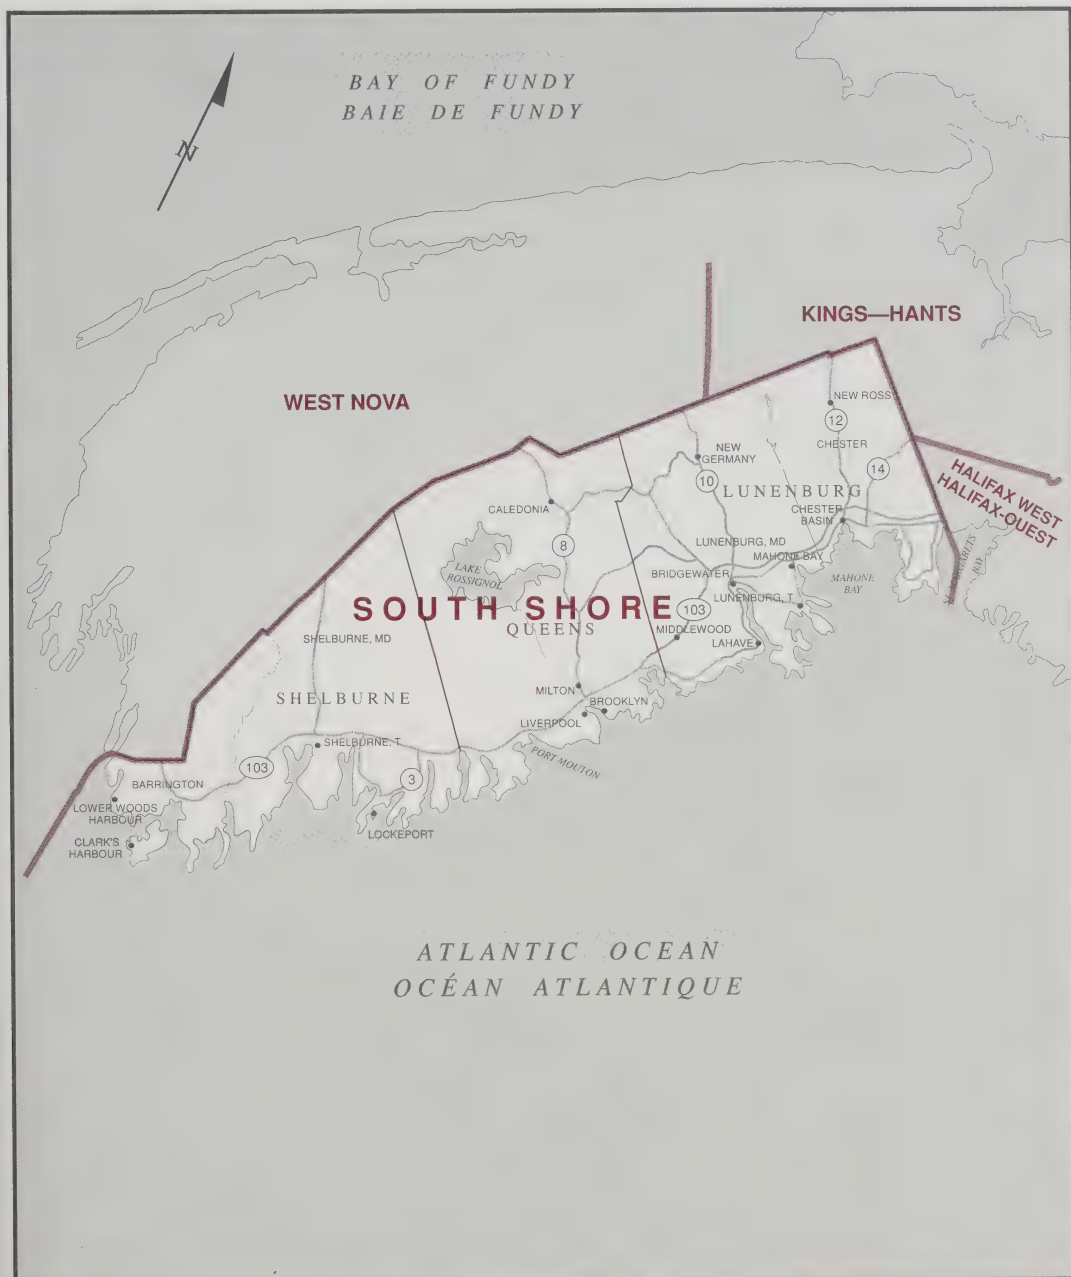 BAY OF FUNDY
BAIE DE FUNDY
N
KINGS—HANTS
WEST NOVA
NEW ROSS
12
CHESTER
NEW
GERMANY
14
HALIFAX WEST
HALIFAX-OUEST
10
LUNENBURG
CALEDONIA
CHESTER
BASIN
8
LUNENBURG, MD
MAHONE BAY
LAKE
ROSSIGNOL
BRIDGEWATER
MAHONE
BAY
ST. MARGARETS
BAY
SOUTH SHORE
LUNENBURG, T
103
QUEENS
MIDDLEWOOD
SHELBURNE, MD
LAHAVE
SHELBURNE
MILTON
BROOKLYN
LIVERPOOL
SHELBURNE, T
PORT MOUTON
103
3
BARRINGTON
LOWER WOODS
HARBOUR
LOCKEPORT
CLARK'S
HARBOUR
ATLANTIC OCEAN
OCÉAN ATLANTIQUE